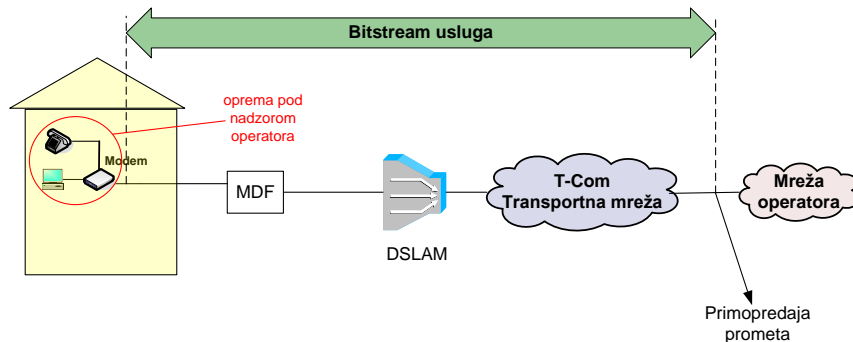 Bitstream usluga
oprema pod
nadzorom
operatora
Modem
MDF
DSLAM
T-Com
Transportna mreža
Mreža
operatora
Primopredaja
prometa